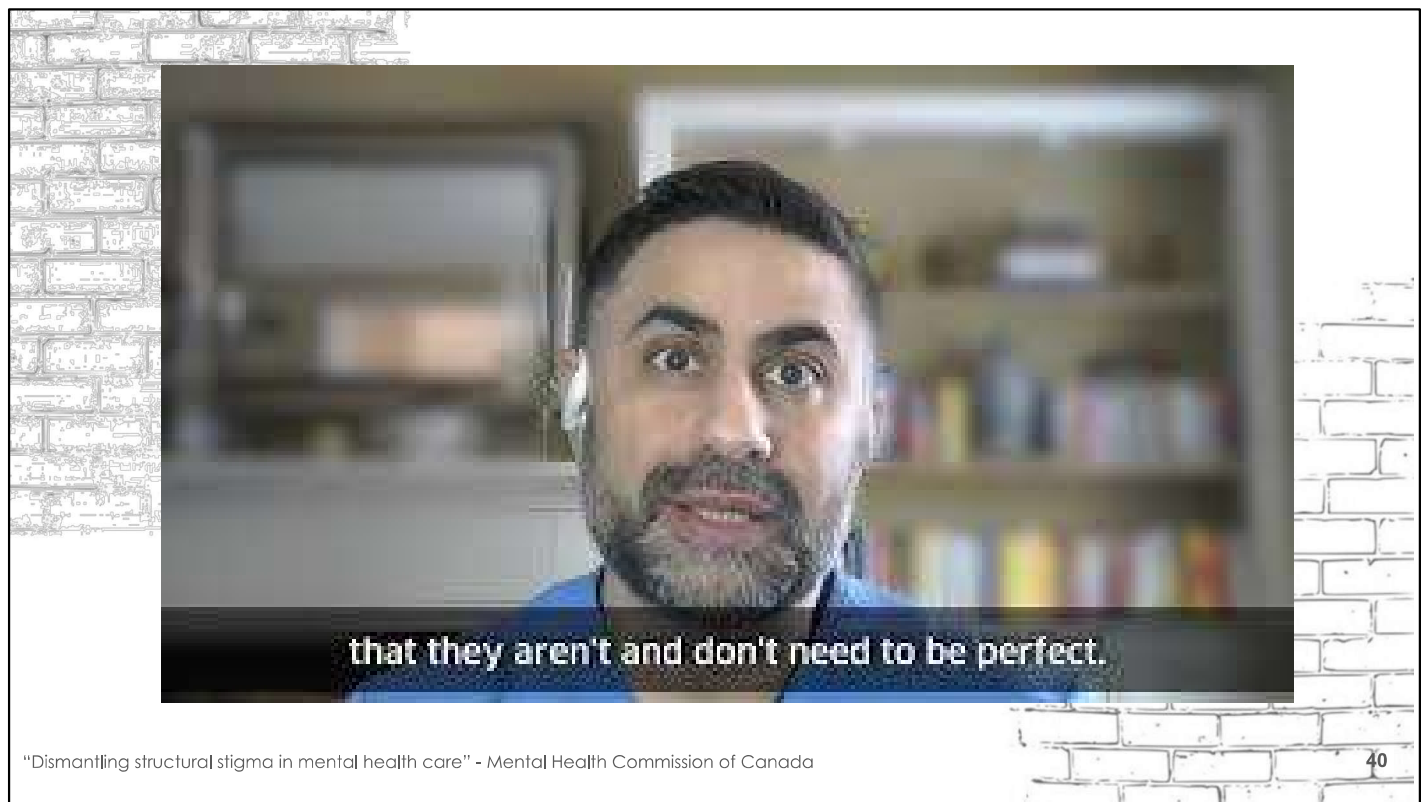 that they aren't and don't need to be perfect.
“Dismantling structural stigma in mental health care” - Mental Health Commission of Canada
40